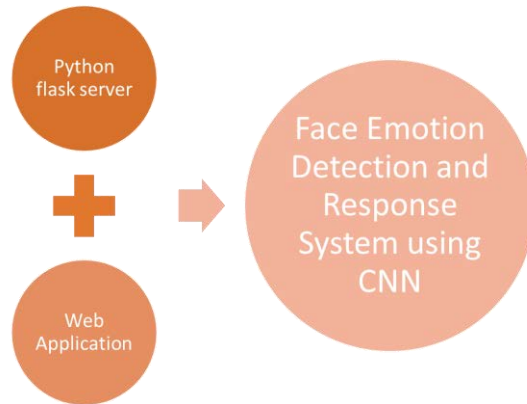 Python
flask server
Web
Application
Face Emotion
Detection and
Response
System using
CNN